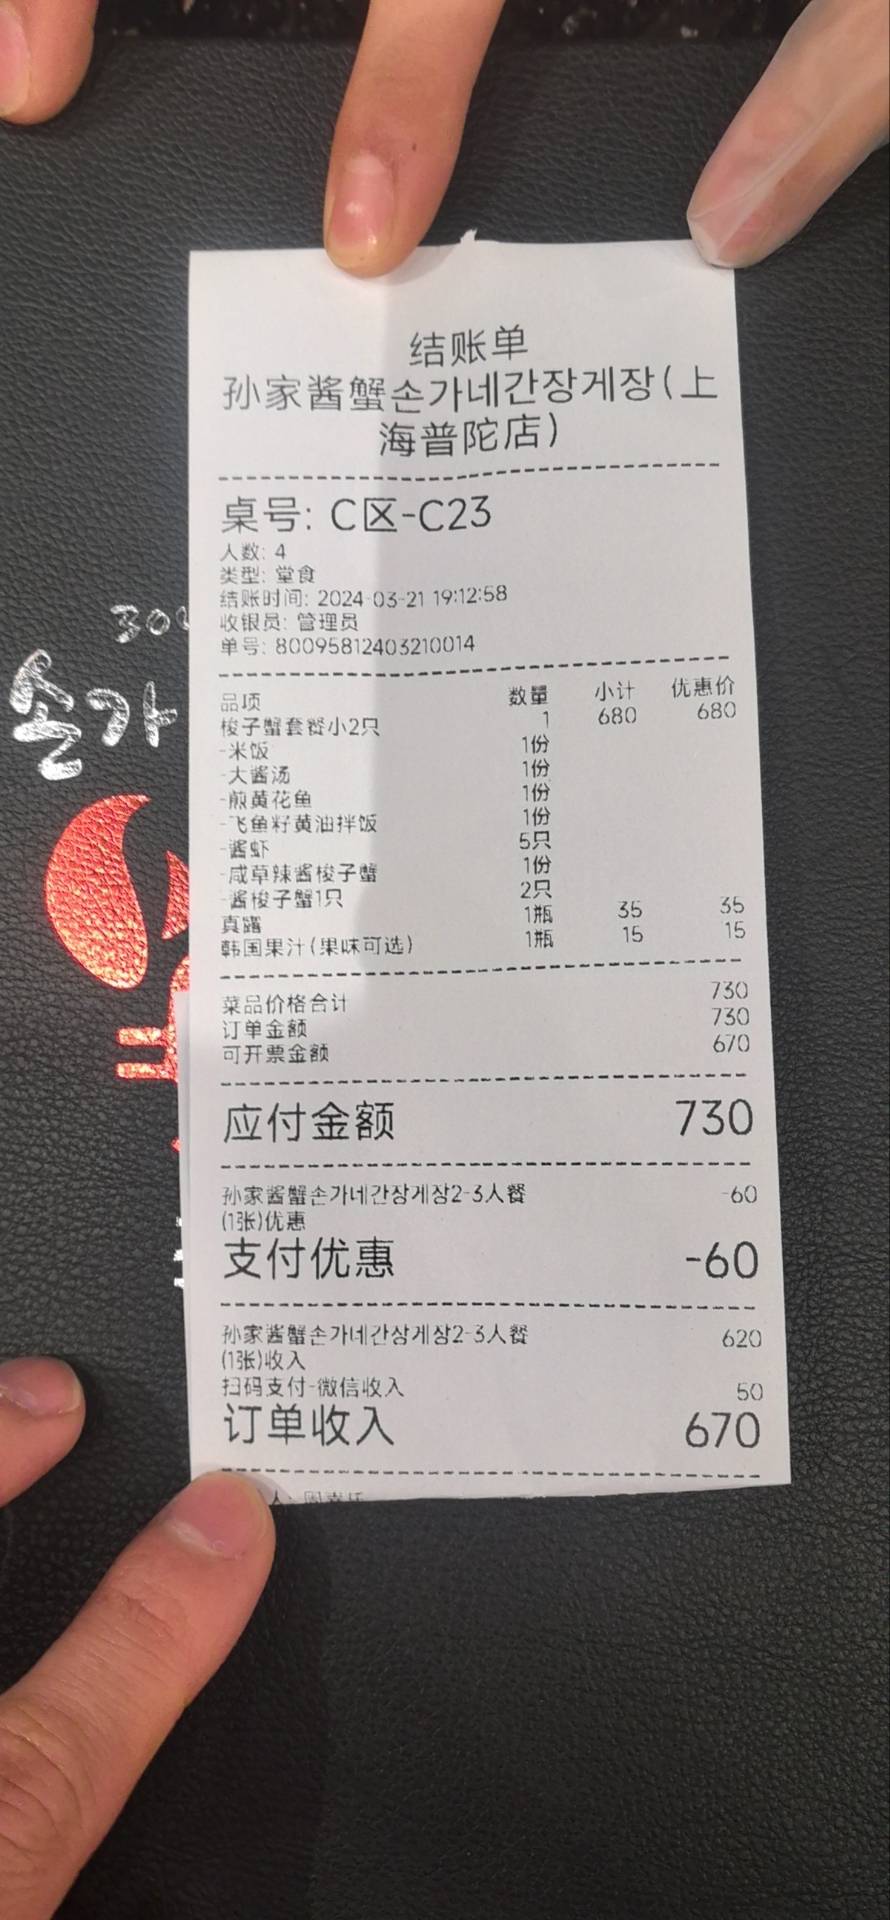 结账单
孙家酱蟹손가네간장게장(上
海普陀店)
桌号: C区-C23
人数: 4
类型: 堂食
结账时间: 2024-03-21 19:12:58
收银员: 管理员
单号: 80095812403210014
品项 数量 小计 优惠价
梭子蟹套餐小2只 1 680 680
-米饭 1份
-大酱汤 1份
-煎黄花鱼 1份
-飞鱼籽黄油拌饭 1份
-酱虾 5只
-咸草辣酱梭子蟹 1份
-酱梭子蟹1只 2只
真露 1瓶 35 35
韩国果汁(果味可选) 1瓶 15 15
菜品价格合计 730
订单金额 730
可开票金额 670
应付金额 730
孙家酱蟹손가네간장게장2-3人餐 -60
(1张)优惠
支付优惠 -60
孙家酱蟹손가네간장게장2-3人餐 620
(1张)收入
扫码支付-微信收入 50
订单收入 670
손가